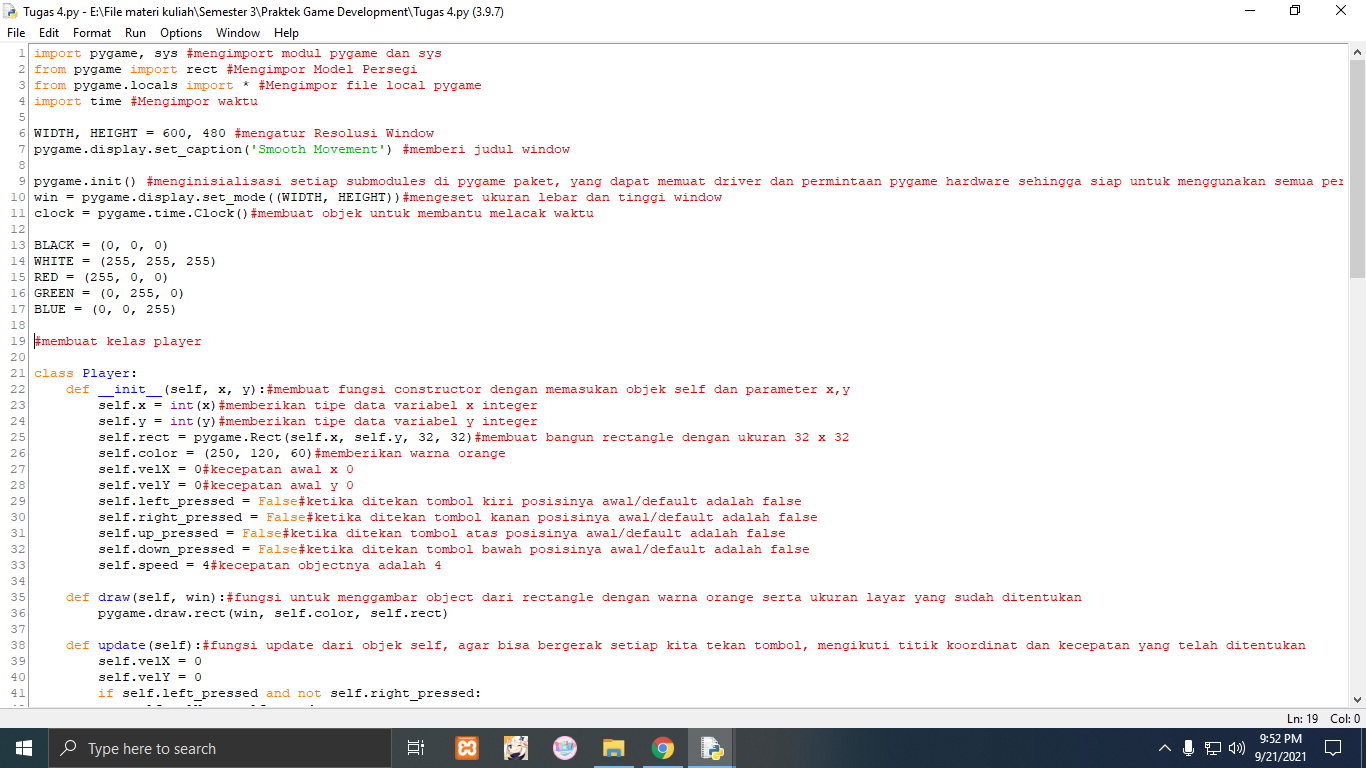 Tugas 4.py - E:\File materi kuliah\Semester 3\Praktek Game Development\Tugas 4.py (3.9.7)
File Edit Format Run Options Window Help
1 import pygame, sys #mengimport modul pygame dan sys
2 from pygame import rect #Mengimpor Model Persegi
3 from pygame.locals import * #Mengimpor file local pygame
4 import time #Mengimpor waktu
5
6 WIDTH, HEIGHT = 600, 480 #mengatur Resolusi Window
7 pygame.display.set_caption('Smooth Movement') #memberi judul window
8
9 pygame.init() #menginisialisasi setiap submodules di pygame paket, yang dapat memuat driver dan permintaan pygame hardware sehingga siap untuk menggunakan semua per
10 win = pygame.display.set_mode((WIDTH, HEIGHT))#mengeset ukuran lebar dan tinggi window
11 clock = pygame.time.Clock()#membuat objek untuk membantu melacak waktu
12
13 BLACK = (0, 0, 0)
14 WHITE = (255, 255, 255)
15 RED = (255, 0, 0)
16 GREEN = (0, 255, 0)
17 BLUE = (0, 0, 255)
18
19 #membuat kelas player
20
21 class Player:
22     def __init__(self, x, y):#membuat fungsi constructor dengan memasukan objek self dan parameter x,y
23         self.x = int(x)#memberikan tipe data variabel x integer
24         self.y = int(y)#memberikan tipe data variabel y integer
25         self.rect = pygame.Rect(self.x, self.y, 32, 32)#membuat bangun rectangle dengan ukuran 32 x 32
26         self.color = (250, 120, 60)#memberikan warna orange
27         self.velX = 0#kecepatan awal x 0
28         self.velY = 0#kecepatan awal y 0
29         self.left_pressed = False#ketika ditekan tombol kiri posisinya awal/default adalah false
30         self.right_pressed = False#ketika ditekan tombol kanan posisinya awal/default adalah false
31         self.up_pressed = False#ketika ditekan tombol atas posisinya awal/default adalah false
32         self.down_pressed = False#ketika ditekan tombol bawah posisinya awal/default adalah false
33         self.speed = 4#kecepatan objectnya adalah 4
34
35     def draw(self, win):#fungsi untuk menggambar object dari rectangle dengan warna orange serta ukuran layar yang sudah ditentukan
36         pygame.draw.rect(win, self.color, self.rect)
37
38     def update(self):#fungsi update dari objek self, agar bisa bergerak setiap kita tekan tombol, mengikuti titik koordinat dan kecepatan yang telah ditentukan
39         self.velX = 0
40         self.velY = 0
41         if self.left_pressed and not self.right_pressed:
Ln: 19 Col: 0
Type here to search
9:52 PM
9/21/2021